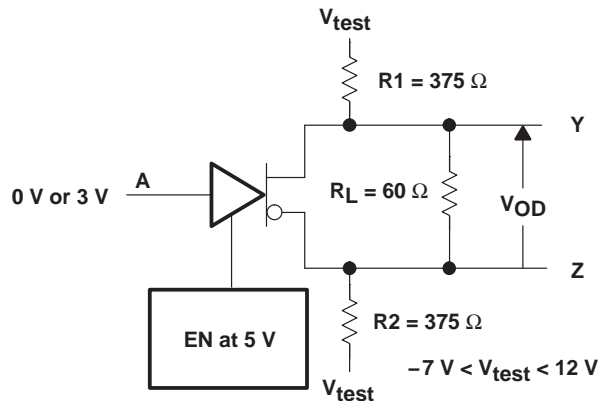 Vtest
R1 = 375 Ω
Y
A
0 V or 3 V
RL = 60 Ω
VOD
Z
EN at 5 V
R2 = 375 Ω
−7 V < Vtest < 12 V
Vtest